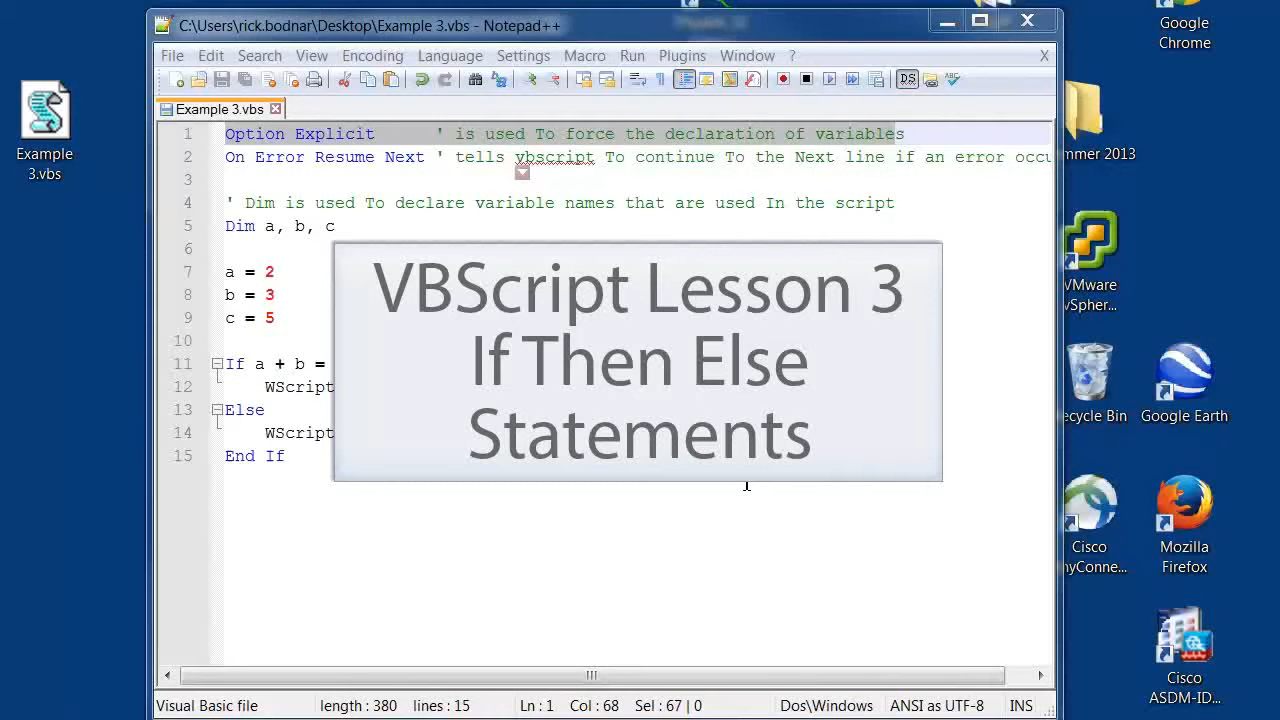 C:\Users\rick.bodnar\Desktop\Example 3.vbs - Notepad++
File Edit Search View Encoding Language Settings Macro Run Plugins Window ? X
Example 3.vbs
1 Option Explicit ' is used To force the declaration of variables
2 On Error Resume Next ' tells vbscript To continue To the Next line if an error occu
3
4 ' Dim is used To declare variable names that are used In the script
5 Dim a, b, c
6
7 a = 2
8 b = 3
9 c = 5
10
11 If a + b =
12 WScript
13 Else
14 WScript
15 End If
VBScript Lesson 3
If Then Else
Statements
Visual Basic file length : 380 lines : 15 Ln : 1 Col : 68 Sel : 67 | 0 Dos\Windows ANSI as UTF-8 INS
Example
3.vbs
Google
Chrome
mmer 2013
VMware
vSpher...
ecycle Bin
Google Earth
Cisco
nyConne...
Mozilla
Firefox
Cisco
ASDM-ID...